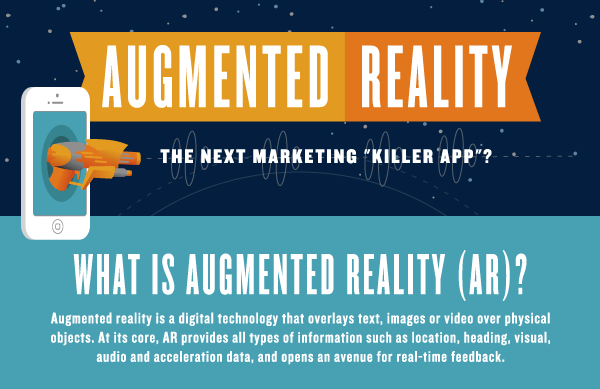 AUGMENTED REALITY
THE NEXT MARKETING "KILLER APP"?
WHAT IS AUGMENTED REALITY (AR)?
Augmented reality is a digital technology that overlays text, images or video over physical
objects. At its core, AR provides all types of information such as location, heading, visual,
audio and acceleration data, and opens an avenue for real-time feedback.